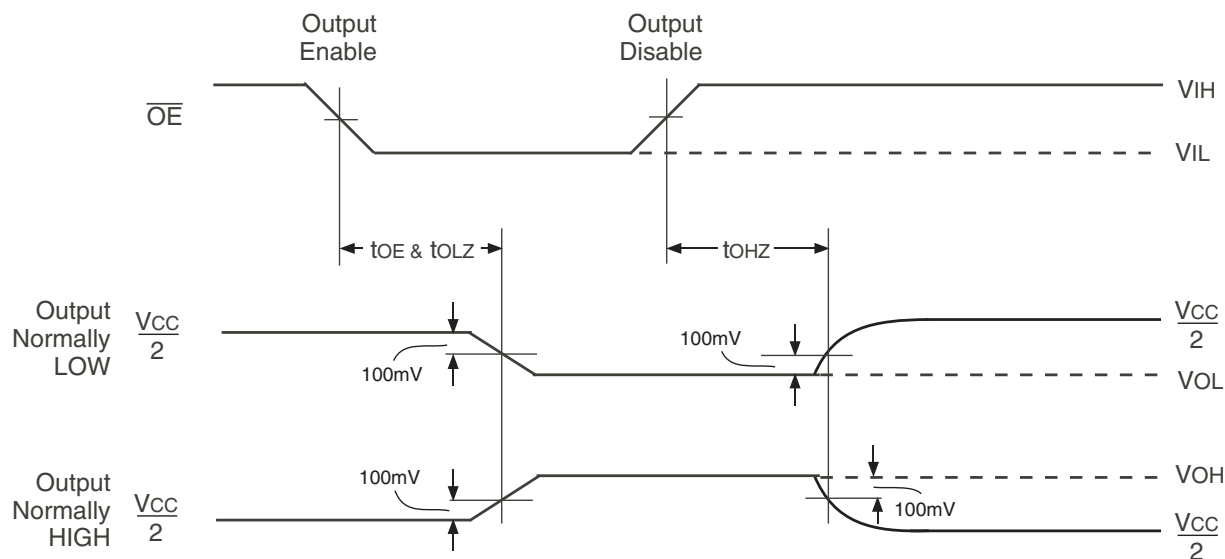 Output
Enable
Output
Disable
OE
VIH
VIL
tOE & tOLZ
tOHZ
Output
Normally
LOW
VCC
2
100mV
100mV
VCC
2
VOL
Output
Normally
HIGH
VCC
2
100mV
VOH
100mV
VCC
2